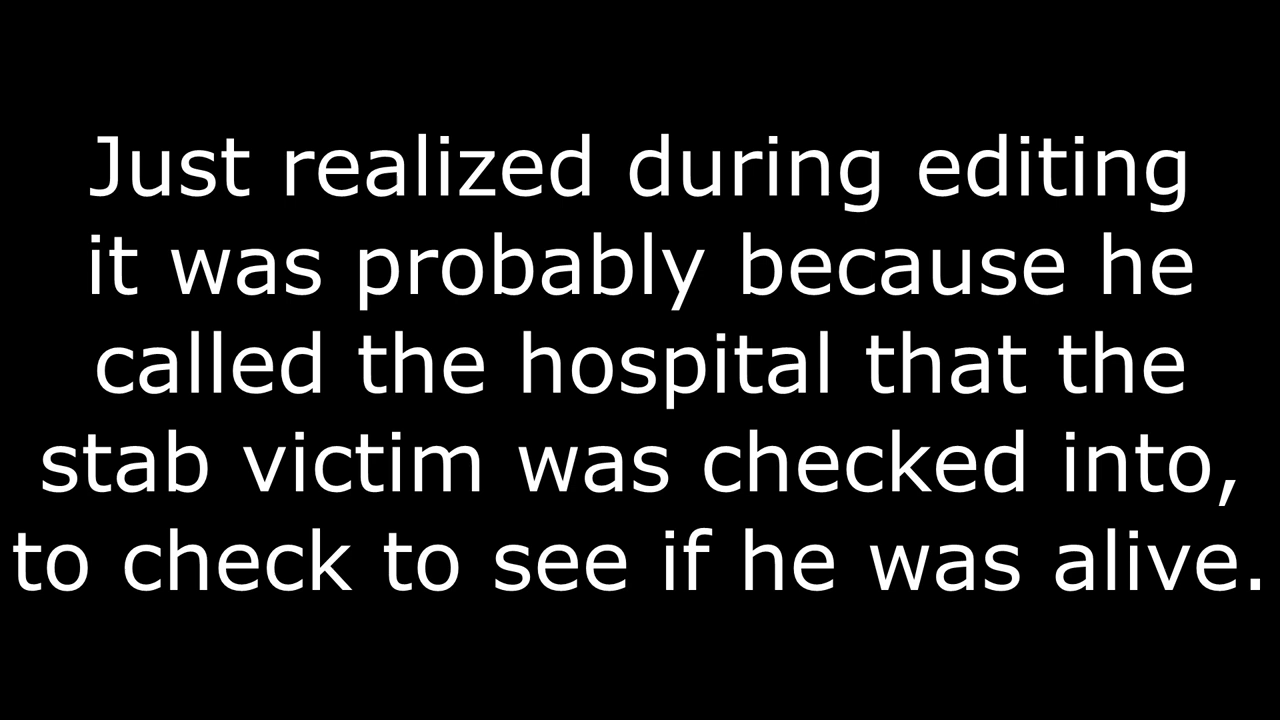 Just realized during editing
it was probably because he
called the hospital that the
stab victim was checked into,
to check to see if he was alive.